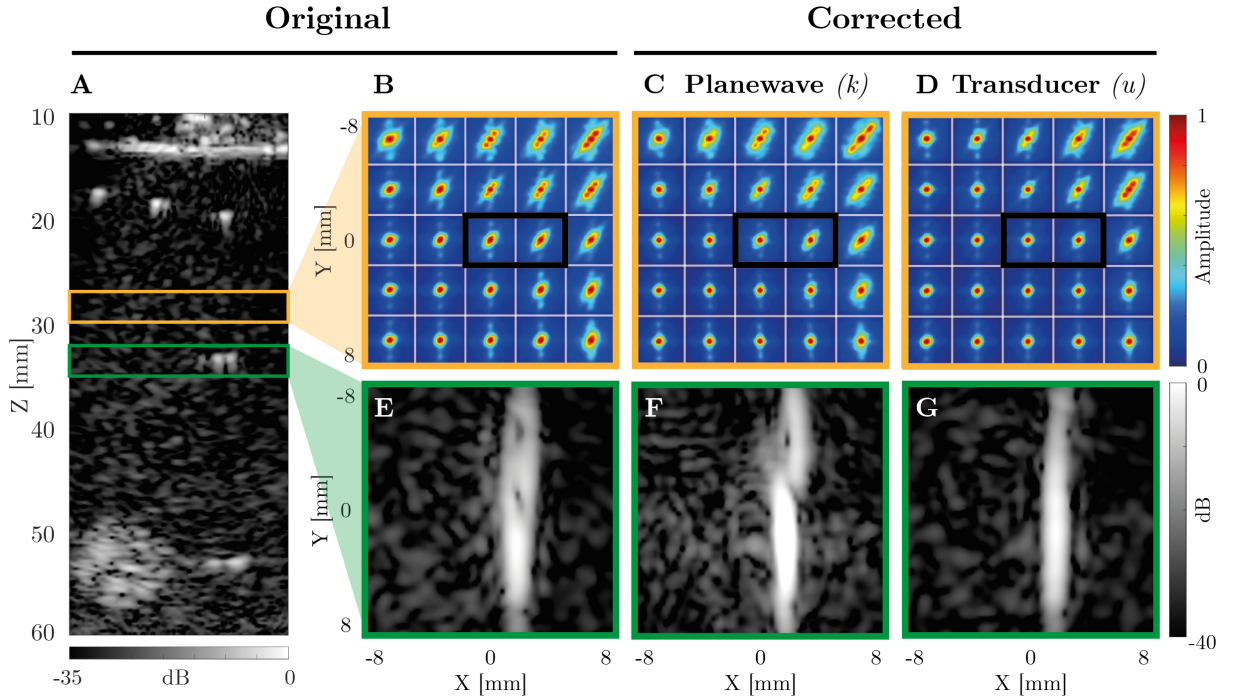 Original
Corrected
A
B
C Planewave (k)
D Transducer (u)
10
20
30
40
50
60
Z [mm]
-35
dB
0
-8
0
8
Y [mm]
1
Amplitude
0
E
F
G
-8
0
8
Y [mm]
0
dB
-40
-8
0
8
X [mm]
-8
0
8
X [mm]
-8
0
8
X [mm]